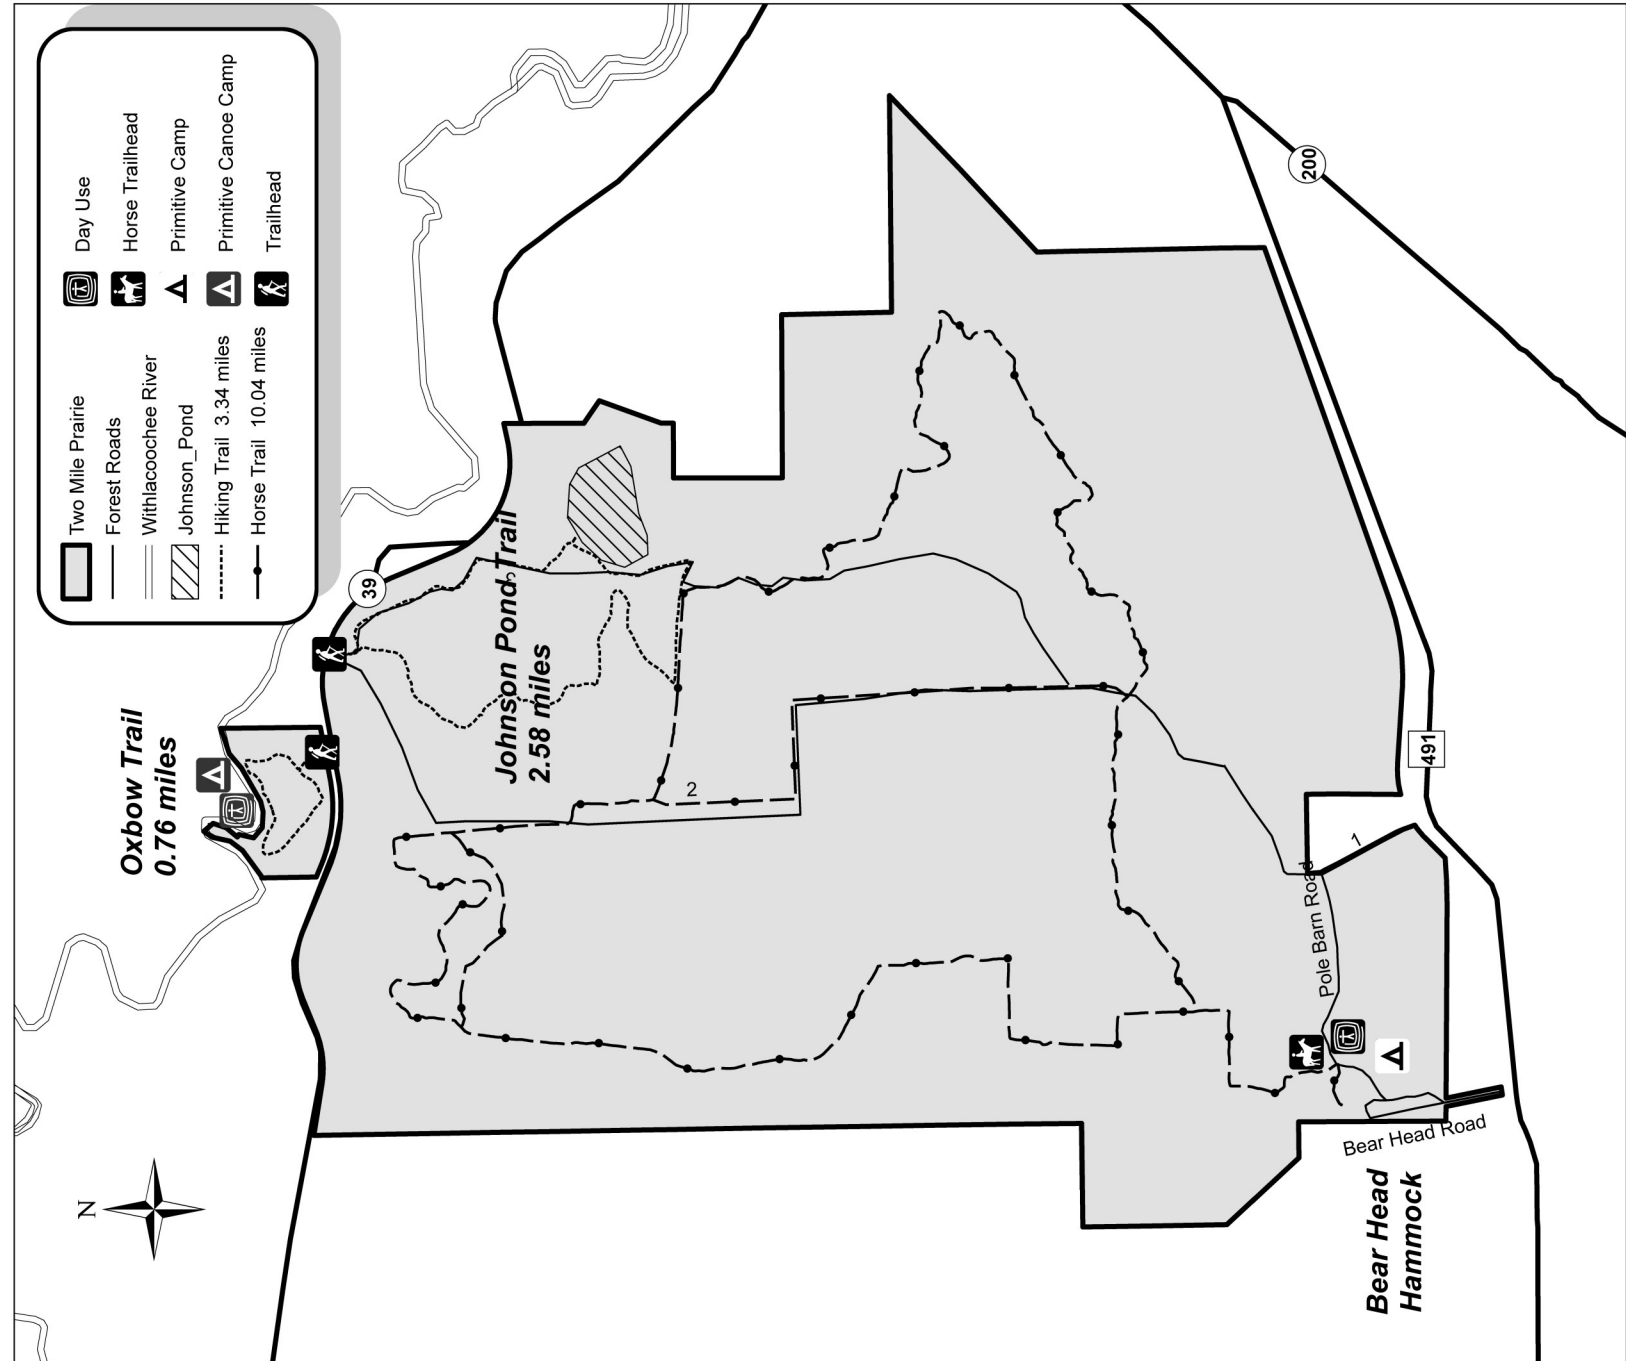 Two Mile Prairie
Forest Roads
Withlacoochee River
Johnson_Pond
Hiking Trail 3.34 miles
Horse Trail 10.04 miles
Day Use
Horse Trailhead
Primitive Camp
Primitive Canoe Camp
Trailhead
39
200
491
Oxbow Trail
0.76 miles
Johnson Pond Trail
2.58 miles
2
1
Pole Barn Road
Bear Head Road
Bear Head
Hammock
N